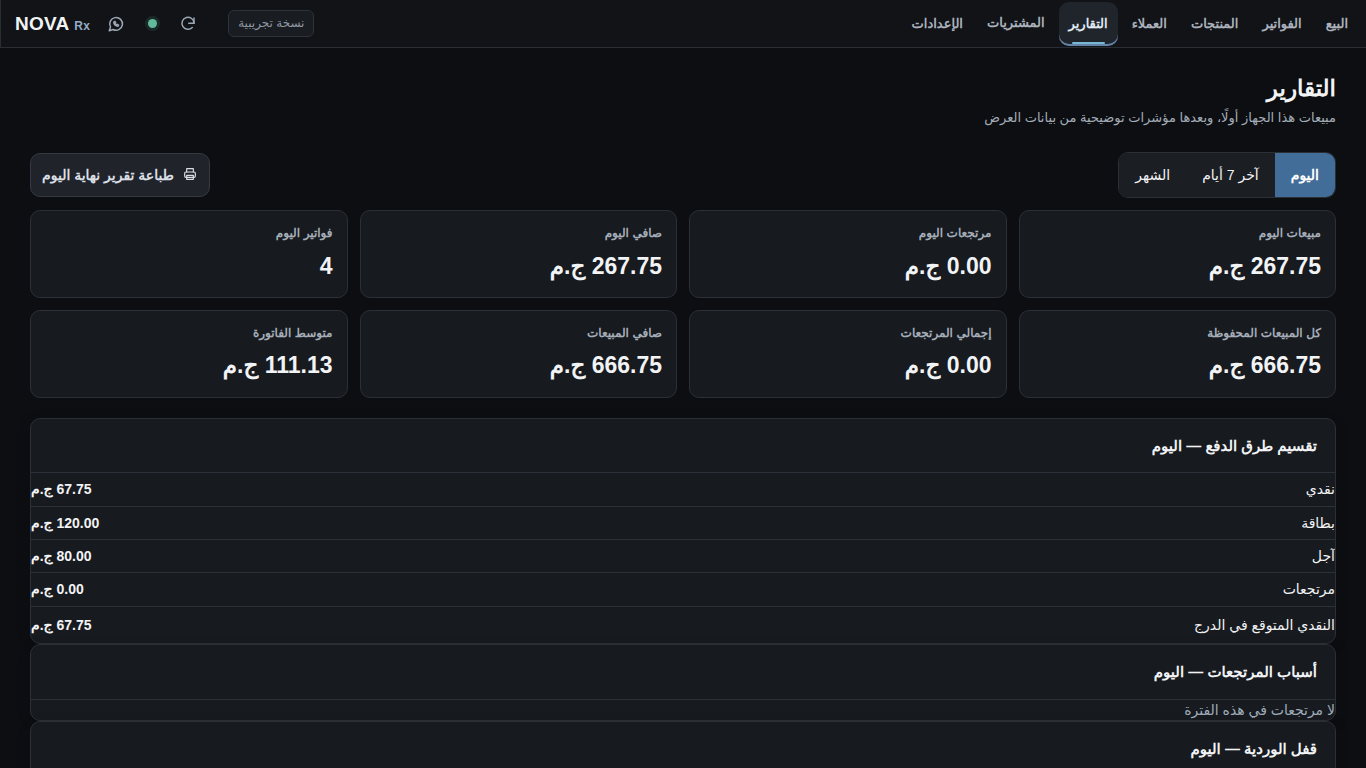 البيع
الفواتير
المنتجات
العملاء
التقارير
المشتريات
الإعدادات
نسخة تجريبية
NOVA Rx
التقارير
مبيعات هذا الجهاز أولًا، وبعدها مؤشرات توضيحية من بيانات العرض
اليوم
آخر 7 أيام
الشهر
طباعة تقرير نهاية اليوم
مبيعات اليوم
267.75 ج.م
مرتجعات اليوم
0.00 ج.م
صافي اليوم
267.75 ج.م
فواتير اليوم
4
كل المبيعات المحفوظة
666.75 ج.م
إجمالي المرتجعات
0.00 ج.م
صافي المبيعات
666.75 ج.م
متوسط الفاتورة
111.13 ج.م
تقسيم طرق الدفع — اليوم
نقدي 67.75 ج.م
بطاقة 120.00 ج.م
آجل 80.00 ج.م
مرتجعات 0.00 ج.م
النقدي المتوقع في الدرج 67.75 ج.م
أسباب المرتجعات — اليوم
لا مرتجعات في هذه الفترة
قفل الوردية — اليوم